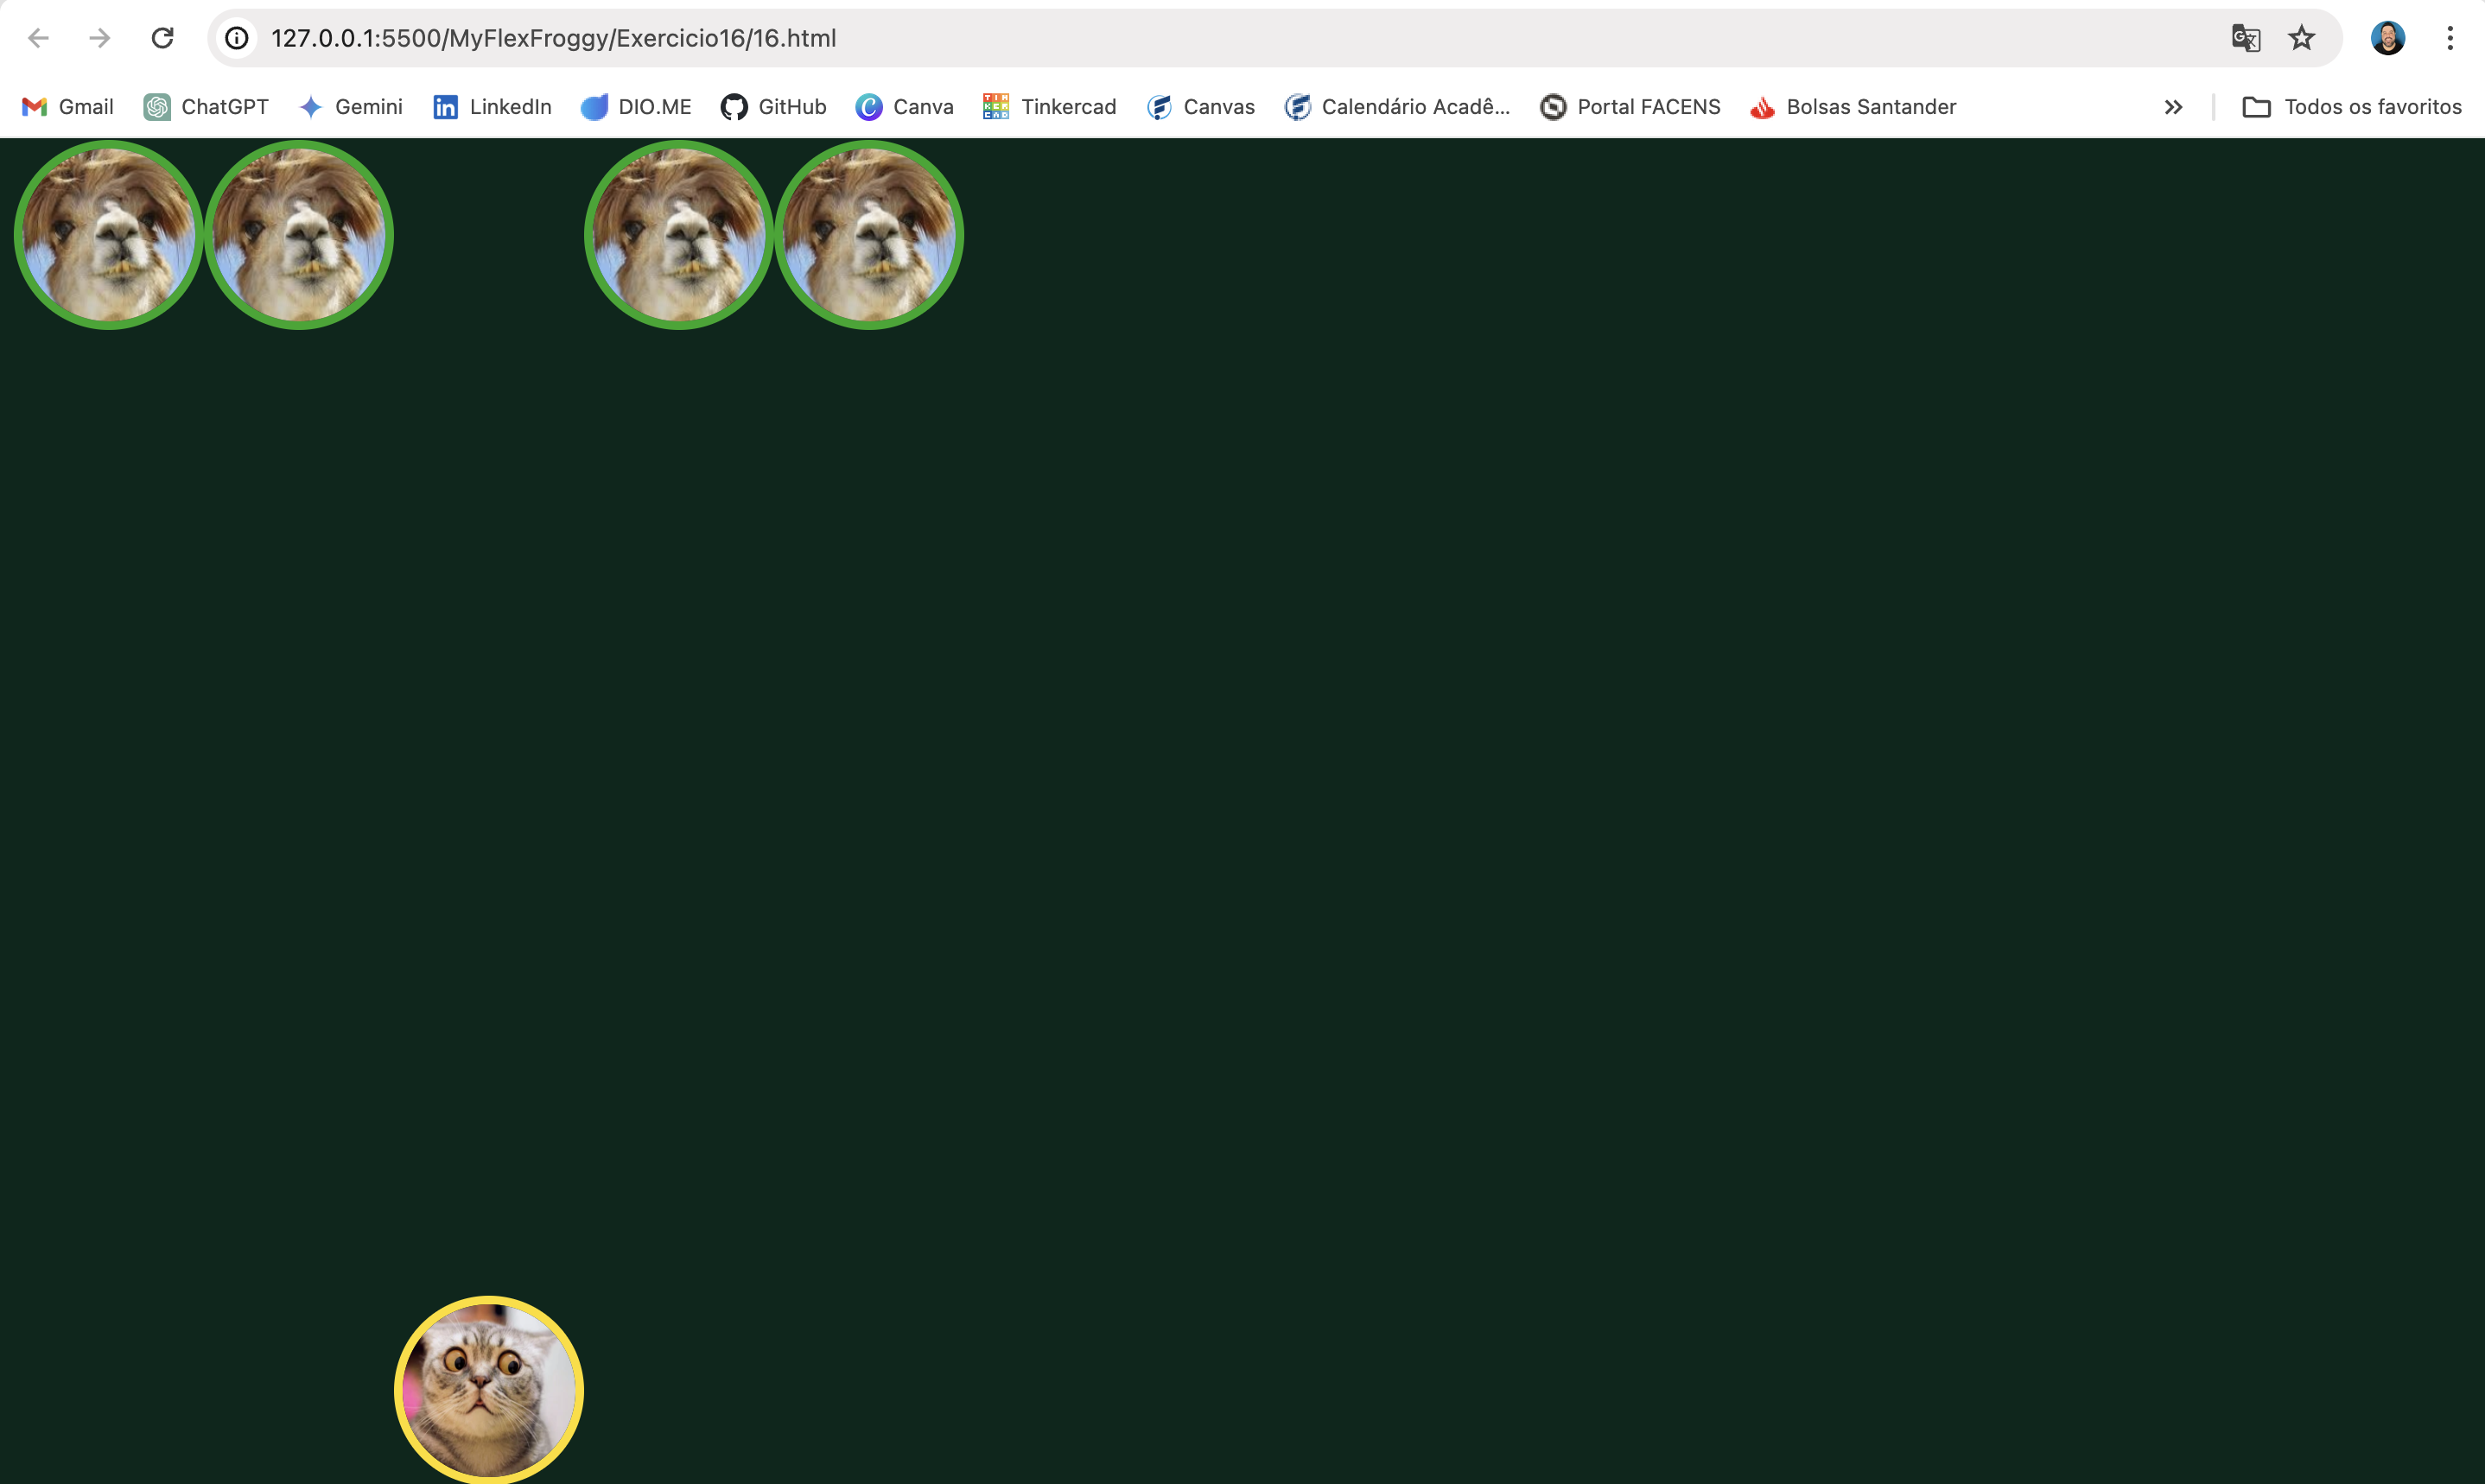 127.0.0.1:5500/MyFlexFroggy/Exercicio16/16.html
Gmail ChatGPT Gemini LinkedIn DIO.ME GitHub Canva Tinkercad Canvas Calendário Acadê... Portal FACENS Bolsas Santander Todos os favoritos